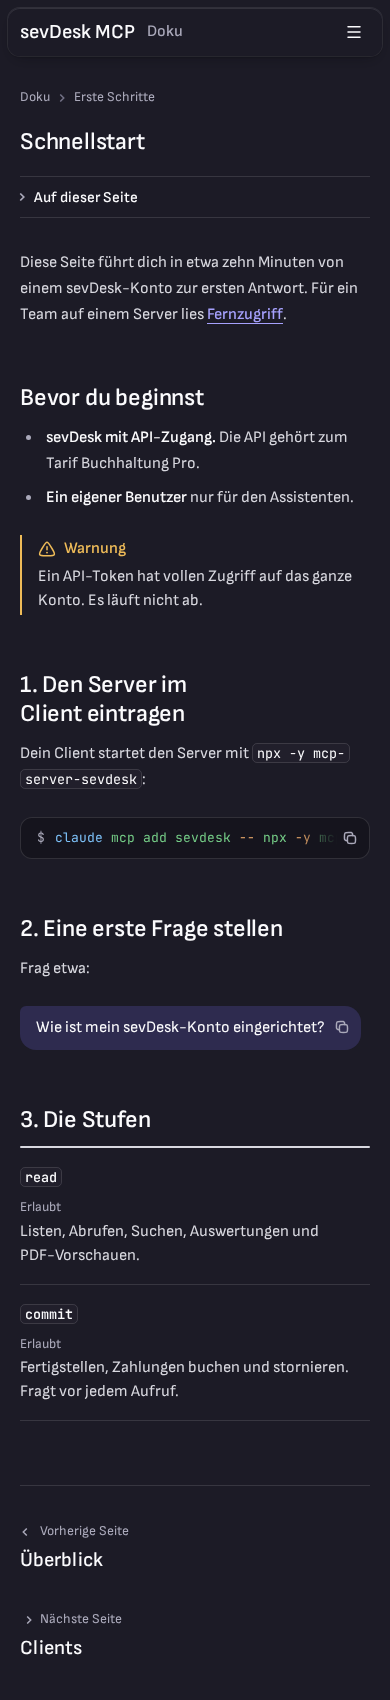 sevDesk MCP Doku
Doku > Erste Schritte
Schnellstart
Auf dieser Seite
Diese Seite führt dich in etwa zehn Minuten von
einem sevDesk-Konto zur ersten Antwort. Für ein
Team auf einem Server lies Fernzugriff.
Bevor du beginnst
• sevDesk mit API-Zugang. Die API gehört zum
Tarif Buchhaltung Pro.
• Ein eigener Benutzer nur für den Assistenten.
Warnung
Ein API-Token hat vollen Zugriff auf das ganze
Konto. Es läuft nicht ab.
1. Den Server im
Client eintragen
Dein Client startet den Server mit npx -y mcp-
server-sevdesk:
$ claude mcp add sevdesk -- npx -y mc
2. Eine erste Frage stellen
Frag etwa:
Wie ist mein sevDesk-Konto eingerichtet?
3. Die Stufen
read
Erlaubt
Listen, Abrufen, Suchen, Auswertungen und
PDF-Vorschauen.
commit
Erlaubt
Fertigstellen, Zahlungen buchen und stornieren.
Fragt vor jedem Aufruf.
Vorherige Seite
Überblick
Nächste Seite
Clients